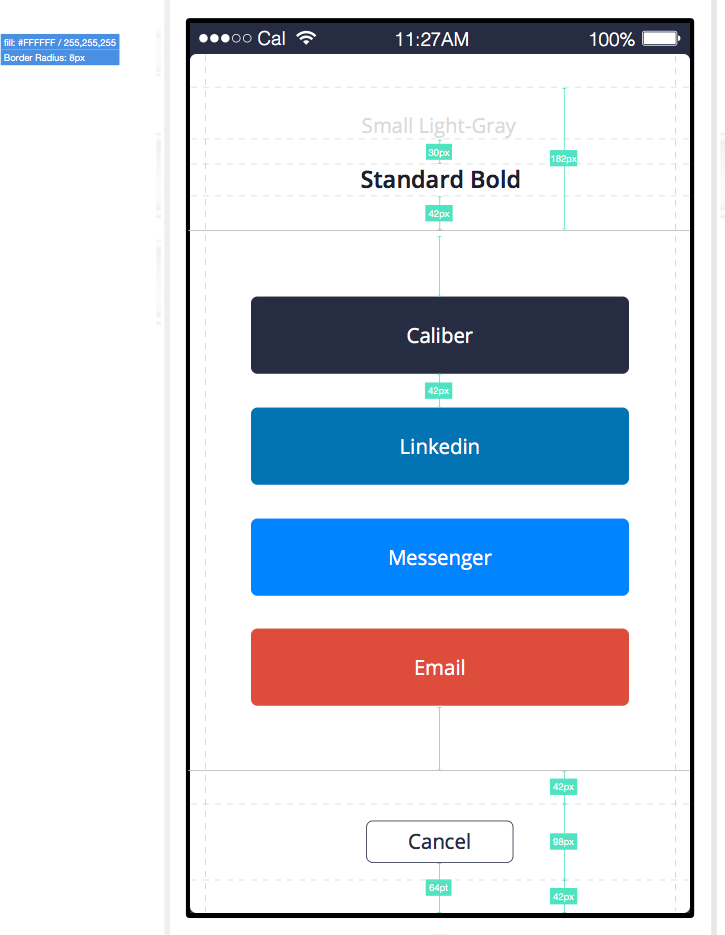 fill: #FFFFFF / 255,255,255
Border Radius: 8px
Cal 11:27AM 100%
Small Light-Gray
30px
182px
Standard Bold
42px
Caliber
42px
Linkedin
Messenger
Email
42px
Cancel
98px
64pt
42px